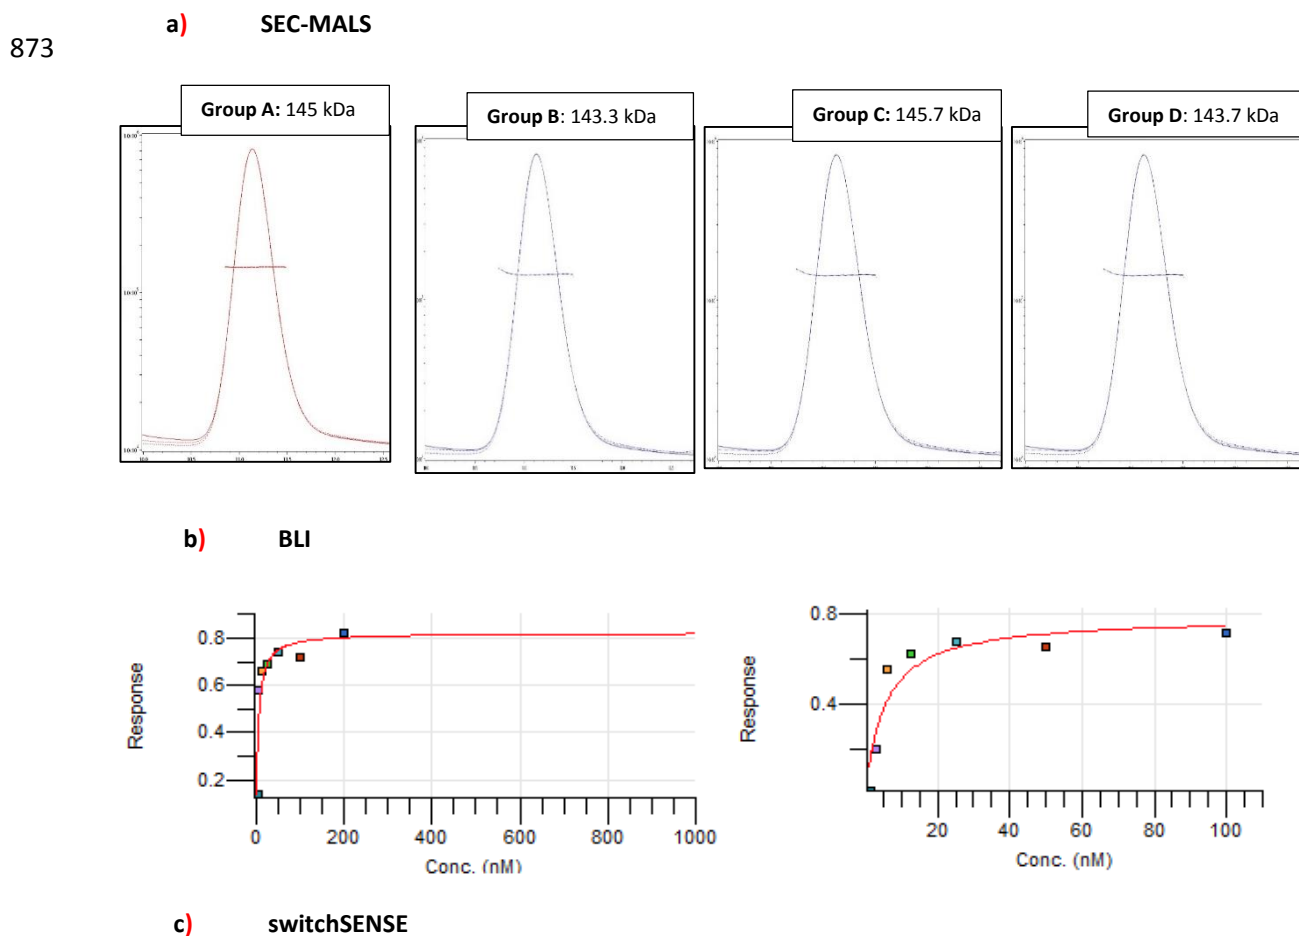 a) SEC-MALS
873
Group A: 145 kDa
Group B: 143.3 kDa
Group C: 145.7 kDa
Group D: 143.7 kDa
b) BLI
0.8
0.6
0.4
0.2
Response
0 200 400 600 800 1000
Conc. (nM)
0.8
0.4
Response
20 40 60 80 100
Conc. (nM)
c) switchSENSE